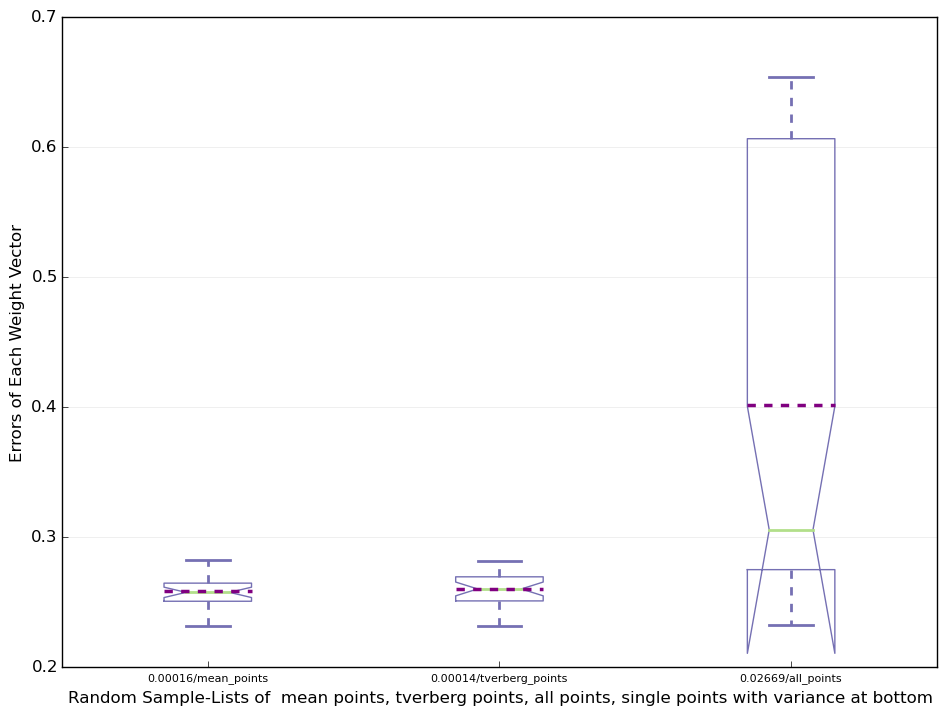 0.7
0.6
0.5
0.4
0.3
0.2
Errors of Each Weight Vector
0.00016/mean_points
0.00014/tverberg_points
0.02669/all_points
Random Sample-Lists of  mean points, tverberg points, all points, single points with variance at bottom